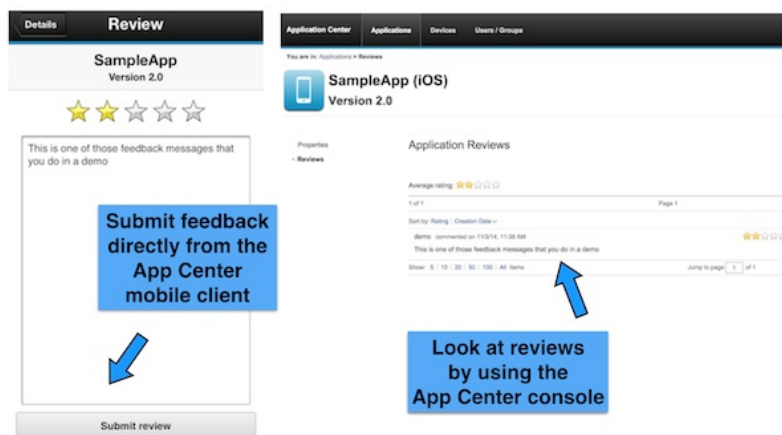 Details
Review
SampleApp
Version 2.0
This is one of those feedback messages that
you do in a demo
Submit feedback
directly from the
App Center
mobile client
Submit review
Application Center
Applications
Devices
Users / Groups
You are in: Applications > Reviews
SampleApp (iOS)
Version 2.0
Properties
- Reviews
Application Reviews
Average rating:
1 of 1
Page 1
Sort by: Rating | Creation Date
demo commented on 11/3/14, 11:38 AM
This is one of those feedback messages that you do in a demo
Show: 5 | 10 | 20 | 50 | 100 | All items
Jump to page 1 of 1
Look at reviews
by using the
App Center console